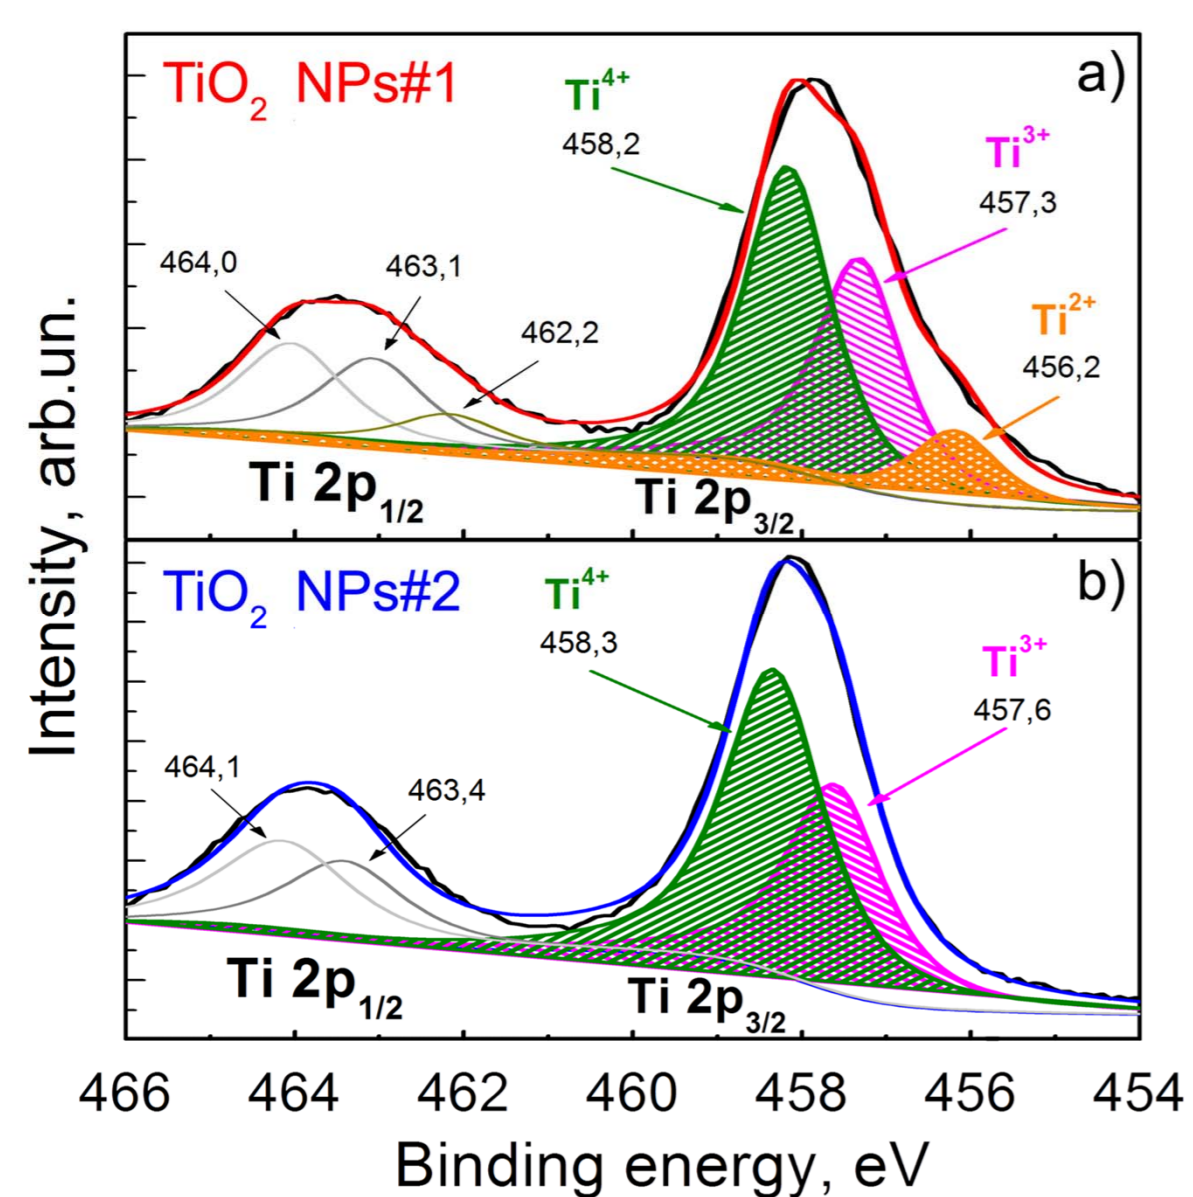 TiO₂ NPs#1
a)
Ti⁴⁺
458,2
Ti³⁺
457,3
464,0
463,1
462,2
Ti²⁺
456,2
Ti 2p₁/₂
Ti 2p₃/₂
TiO₂ NPs#2
b)
Ti⁴⁺
458,3
Ti³⁺
457,6
464,1
463,4
Ti 2p₁/₂
Ti 2p₃/₂
Intensity, arb.un.
466 464 462 460 458 456 454
Binding energy, eV